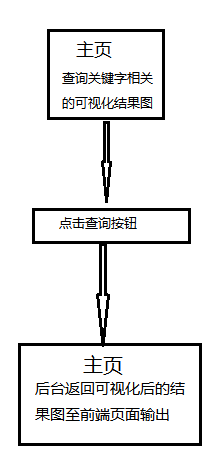 主页
查询关键字相关
的可视化结果图
点击查询按钮
主页
后台返回可视化后的结
果图至前端页面输出